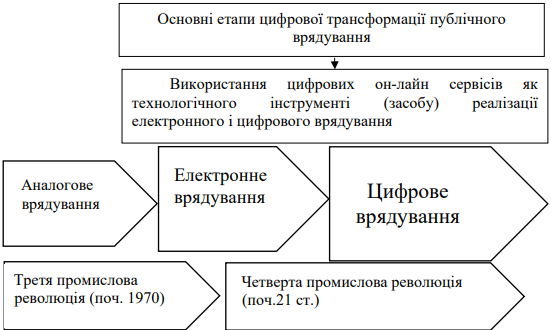 Основні етапи цифрової трансформації публічного
врядування
Використання цифрових он-лайн сервісів як
технологічного інструменті (засобу) реалізації
електронного і цифрового врядування
Аналогове
врядування
Електронне
врядування
Цифрове
врядування
Третя промислова
революція (поч. 1970)
Четверта промислова революція
(поч.21 ст.)